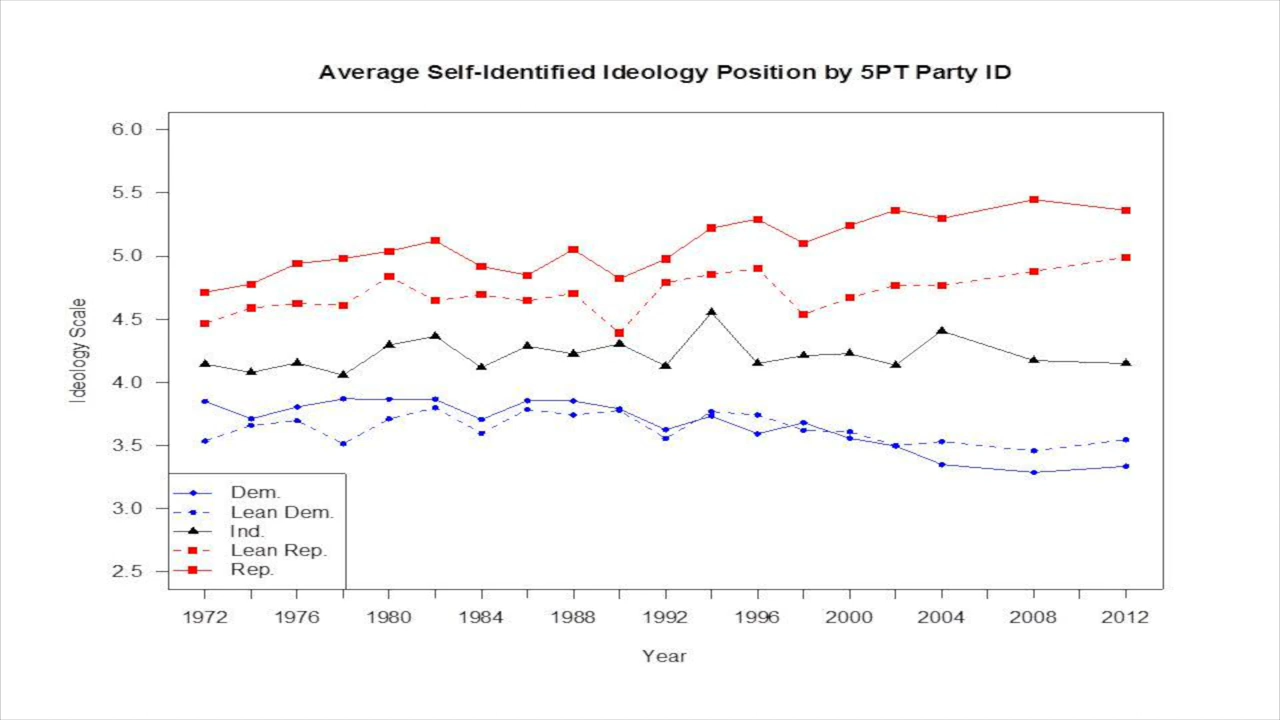 Average Self-Identified Ideology Position by 5PT Party ID
6.0
5.5
5.0
4.5
4.0
3.5
3.0
2.5
Ideology Scale
Dem.
Lean Dem.
Ind.
Lean Rep.
Rep.
1972 1976 1980 1984 1988 1992 1996 2000 2004 2008 2012
Year